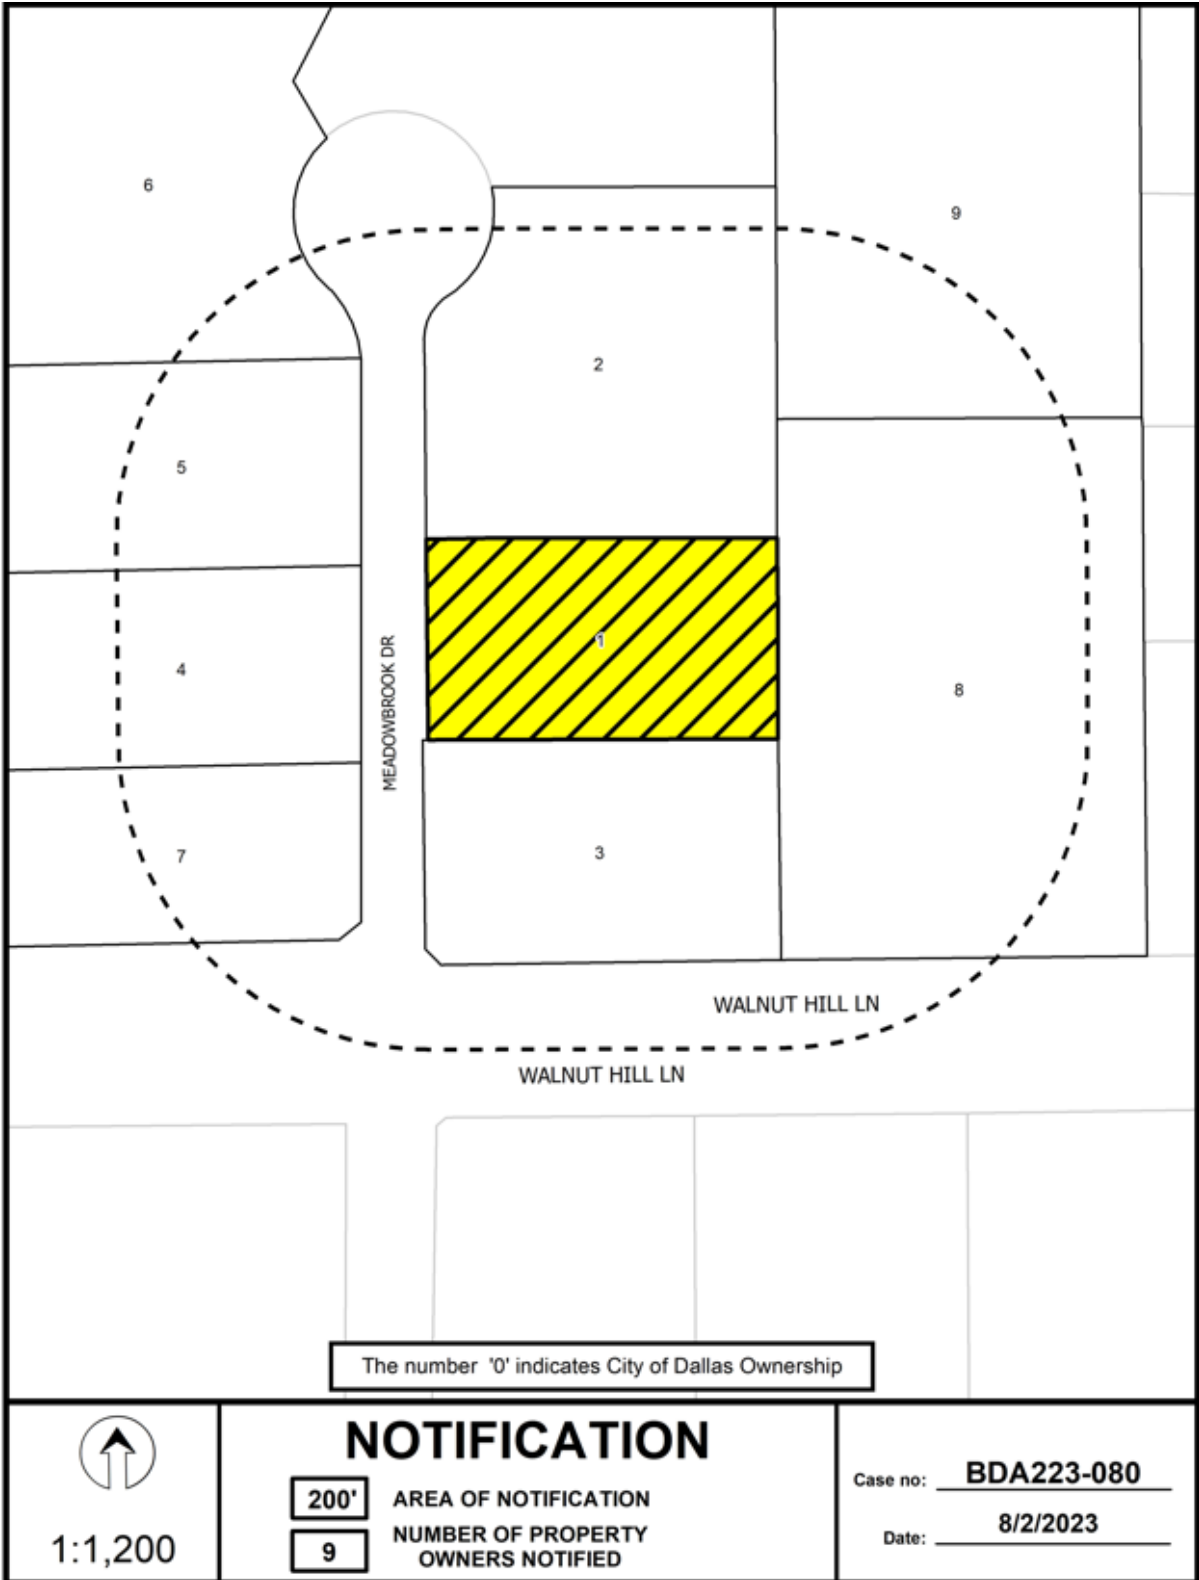 6
9
2
5
1
MEADOWBROOK DR
4
8
3
7
WALNUT HILL LN
WALNUT HILL LN
The number '0' indicates City of Dallas Ownership
1:1,200
NOTIFICATION
200' AREA OF NOTIFICATION
9 NUMBER OF PROPERTY
OWNERS NOTIFIED
Case no: BDA223-080
Date: 8/2/2023